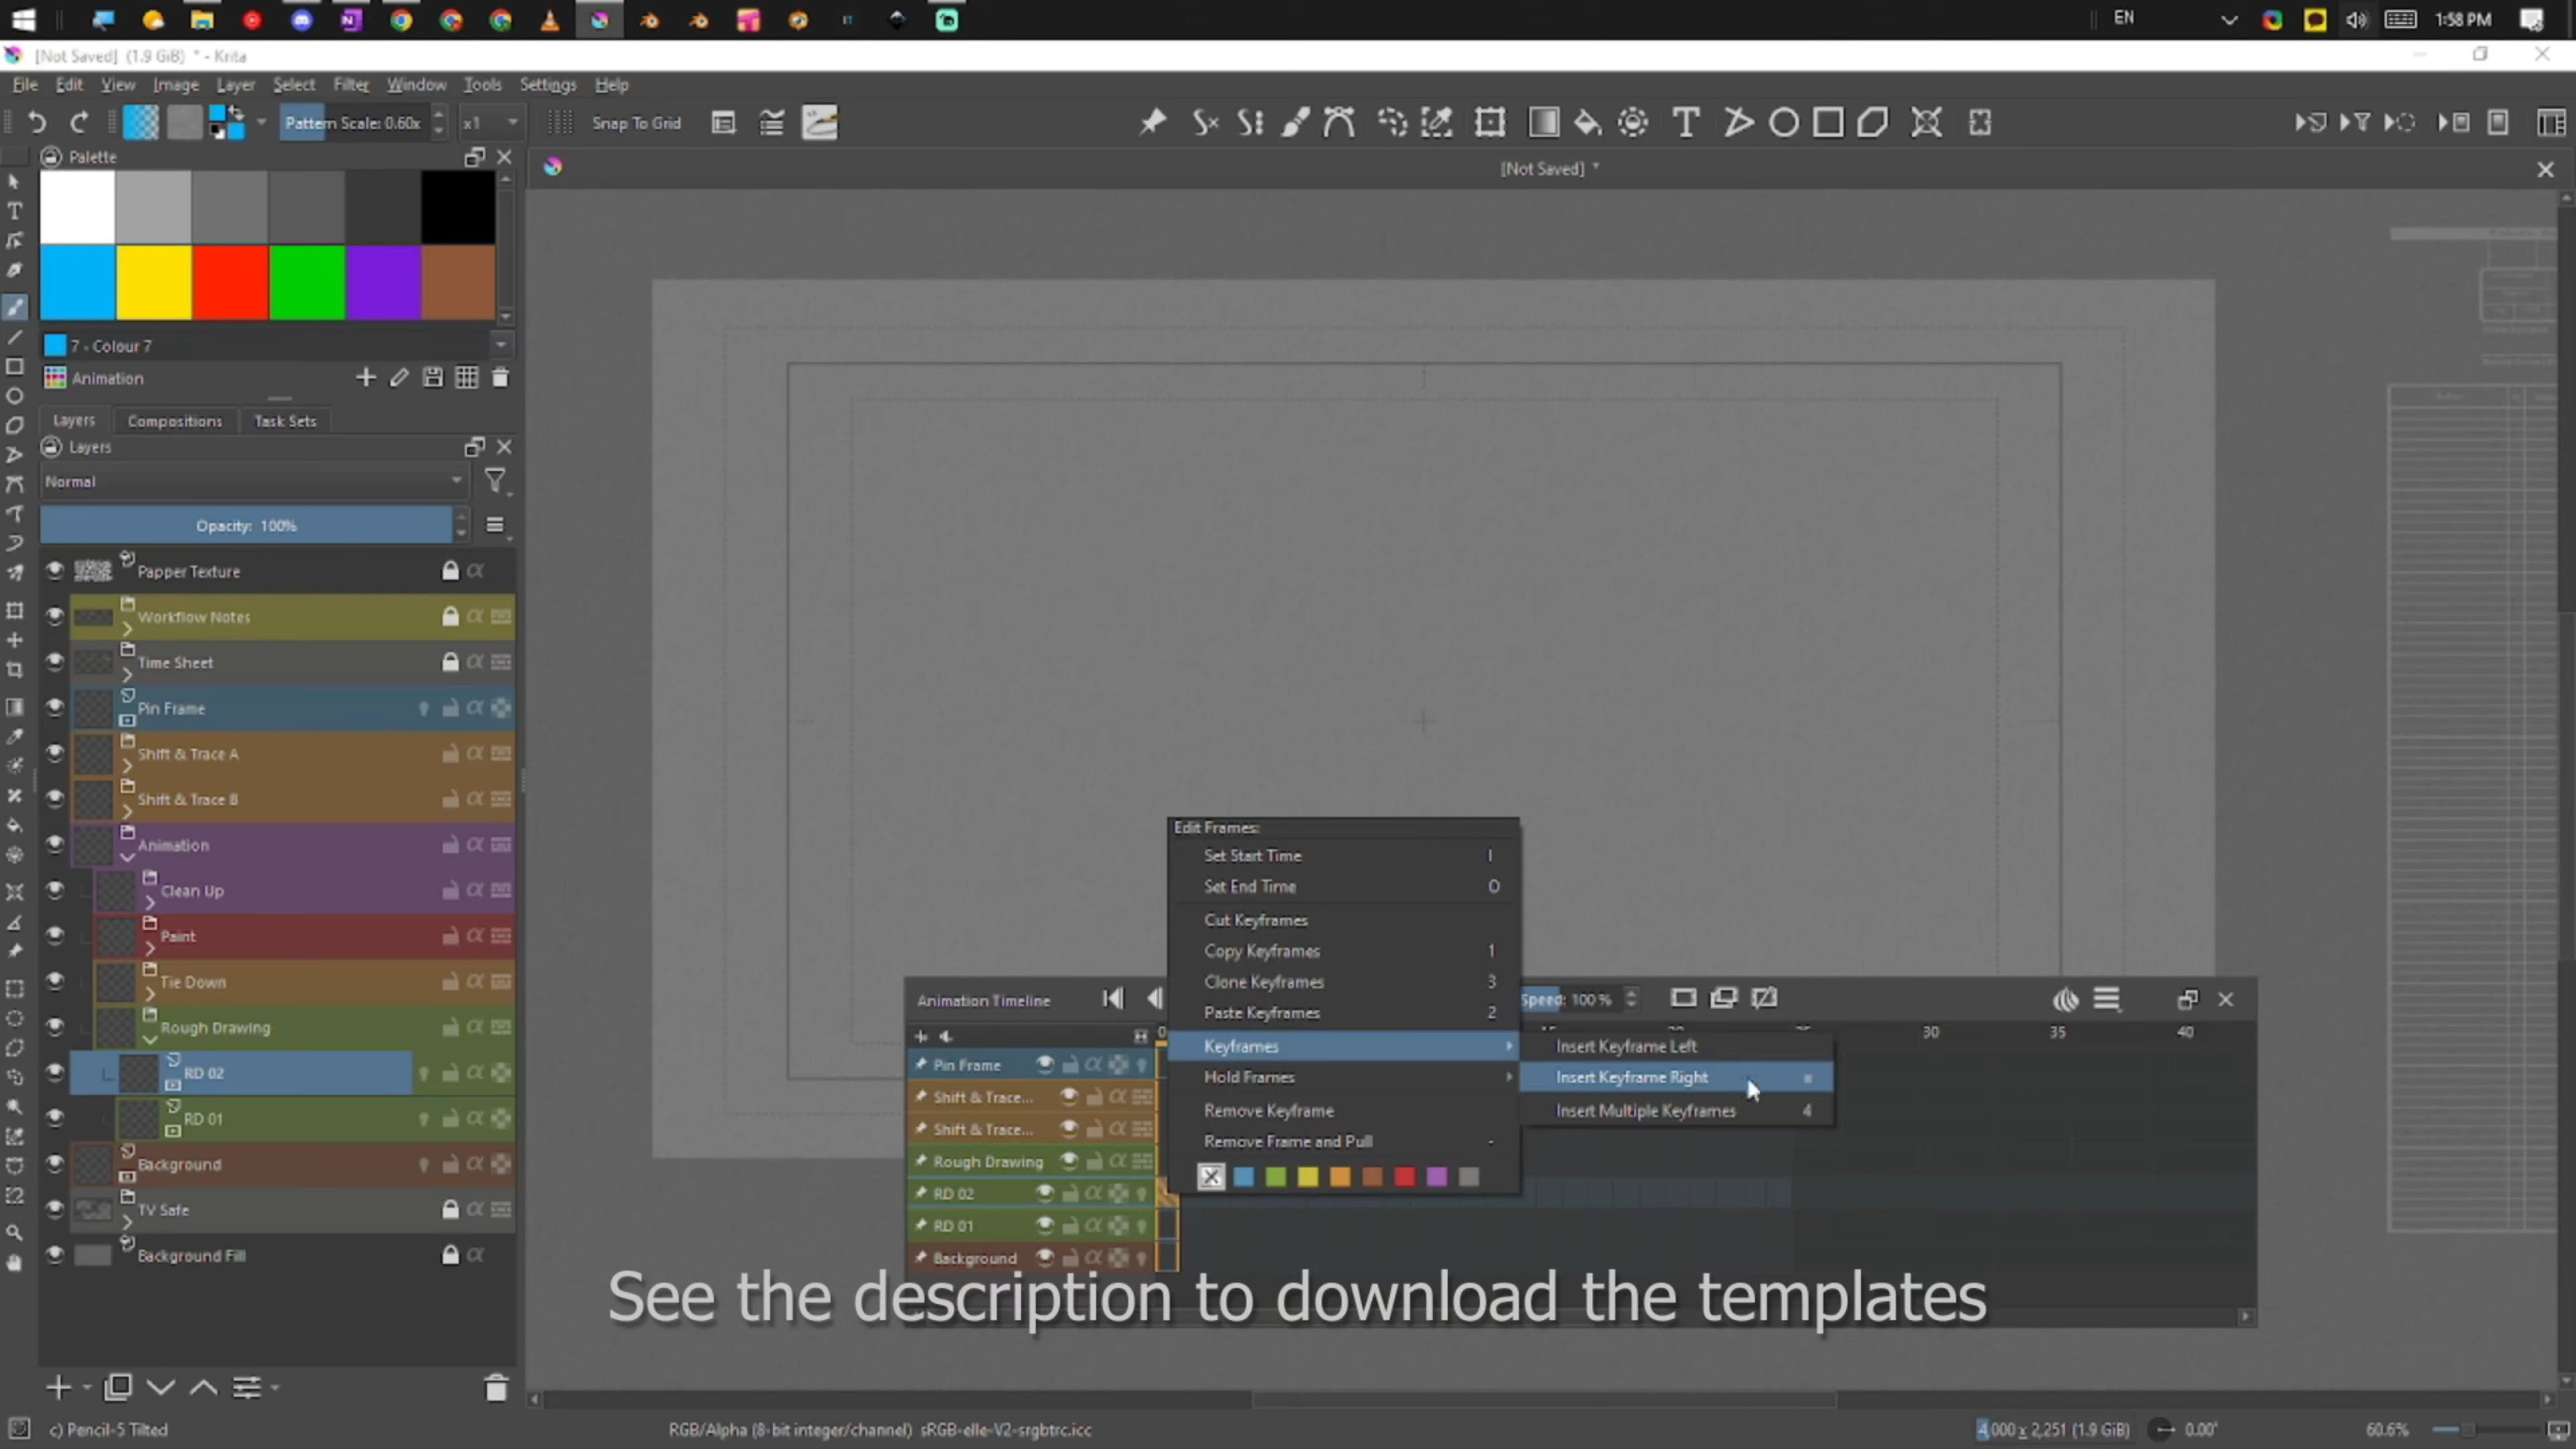 EN
1:58 PM
[Not Saved] (1.9 GiB) * - Krita
File Edit View Image Layer Select Filter Window Tools Settings Help
Pattern Scale: 0.60x
x1
Snap To Grid
Palette
[Not Saved] *
7 - Colour 7
Animation
Layers Compositions Task Sets
Layers
Normal
Opacity: 100%
Papper Texture
Workflow Notes
Time Sheet
Pin Frame
Shift & Trace A
Shift & Trace B
Animation
Clean Up
Paint
Tie Down
Rough Drawing
RD 02
RD 01
Background
TV Safe
Background Fill
Edit Frames:
Set Start Time I
Set End Time O
Cut Keyframes
Copy Keyframes 1
Clone Keyframes 3
Paste Keyframes 2
Keyframes
Hold Frames
Remove Keyframe
Remove Frame and Pull -
Insert Keyframe Left
Insert Keyframe Right =
Insert Multiple Keyframes 4
Animation Timeline
Speed: 100 %
0
30 35 40
Pin Frame
Shift & Trace...
Shift & Trace...
Rough Drawing
RD 02
RD 01
Background
See the description to download the templates
c) Pencil-5 Tilted
RGB/Alpha (8-bit integer/channel) sRGB-elle-V2-srgbtrc.icc
4,000 x 2,251 (1.9 GiB)
0.00°
60.6%